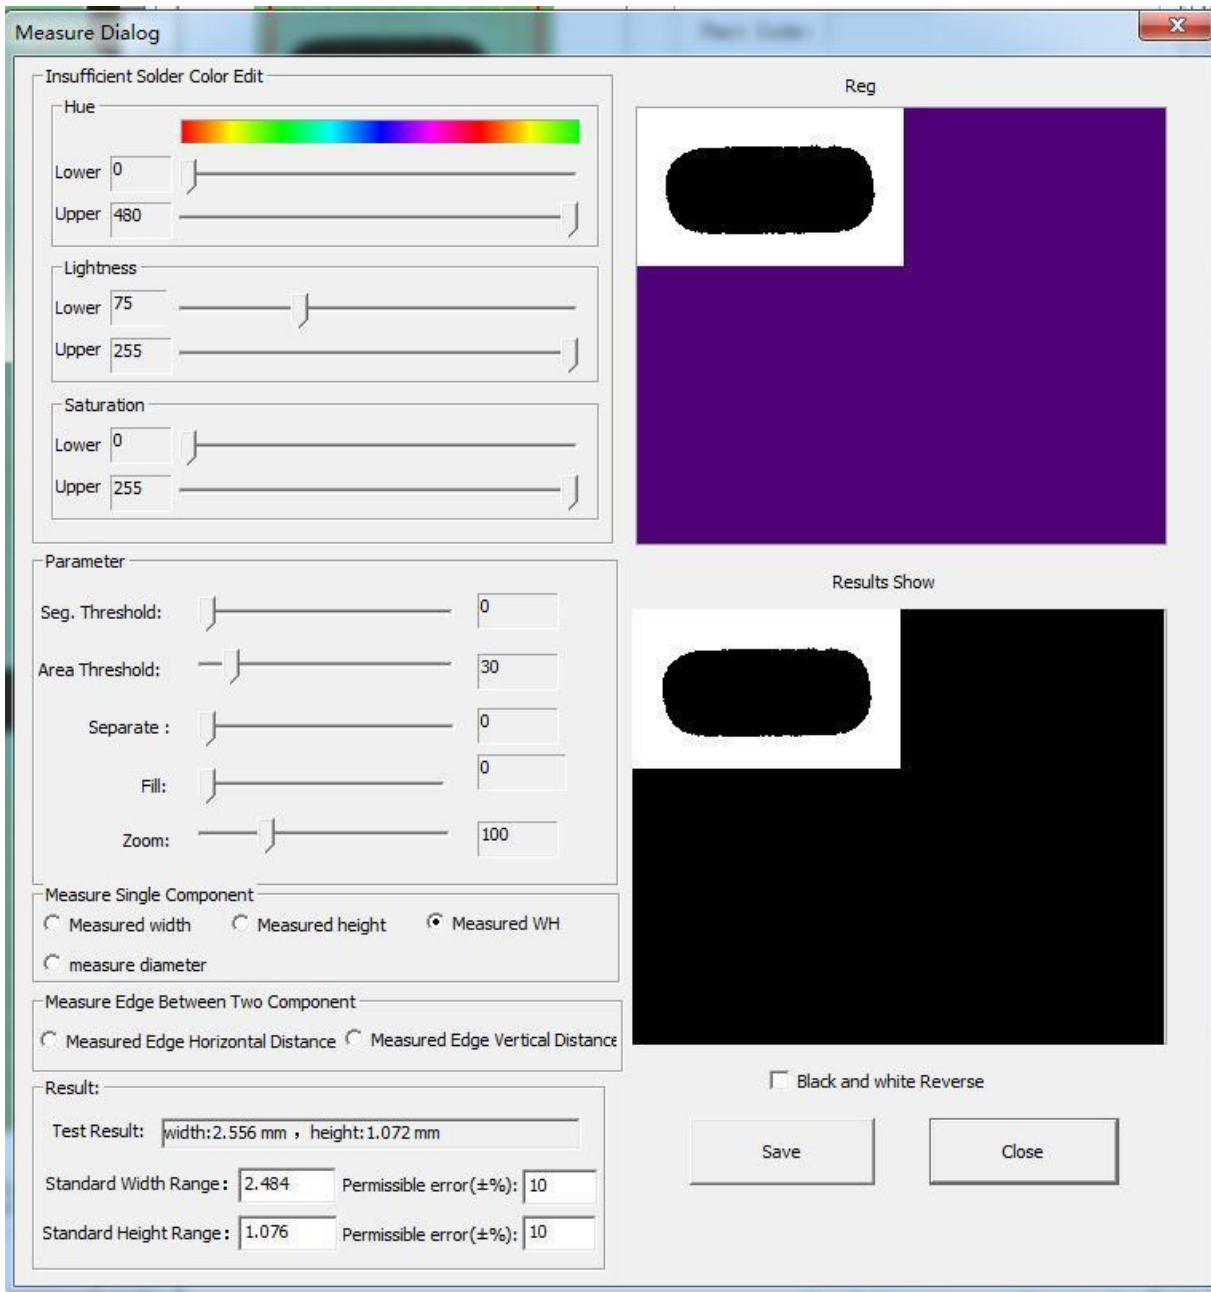 Measure Dialog
Part Code:
Insufficient Solder Color Edit
Hue
Lower 0
Upper 480
Lightness
Lower 75
Upper 255
Saturation
Lower 0
Upper 255
Parameter
Seg. Threshold: 0
Area Threshold: 30
Separate : 0
Fill: 0
Zoom: 100
Measure Single Component
Measured width Measured height Measured WH
measure diameter
Measure Edge Between Two Component
Measured Edge Horizontal Distance Measured Edge Vertical Distance
Result:
Test Result: width:2.556 mm , height:1.072 mm
Standard Width Range: 2.484 Permissible error(±%): 10
Standard Height Range: 1.076 Permissible error(±%): 10
Reg
Results Show
Black and white Reverse
Save Close